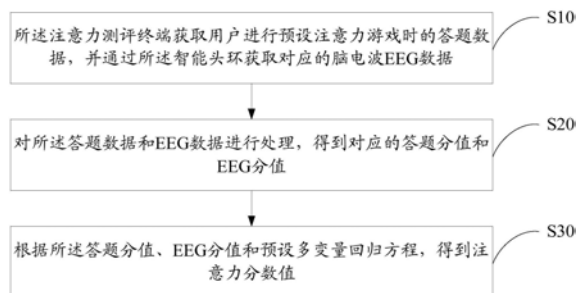 S10
所述注意力测评终端获取用户进行预设注意力游戏时的答题数
据，并通过所述智能头环获取对应的脑电波EEG数据
S20
对所述答题数据和EEG数据进行处理，得到对应的答题分值和
EEG分值
S30
根据所述答题分值、EEG分值和预设多变量回归方程，得到注
意力分数值